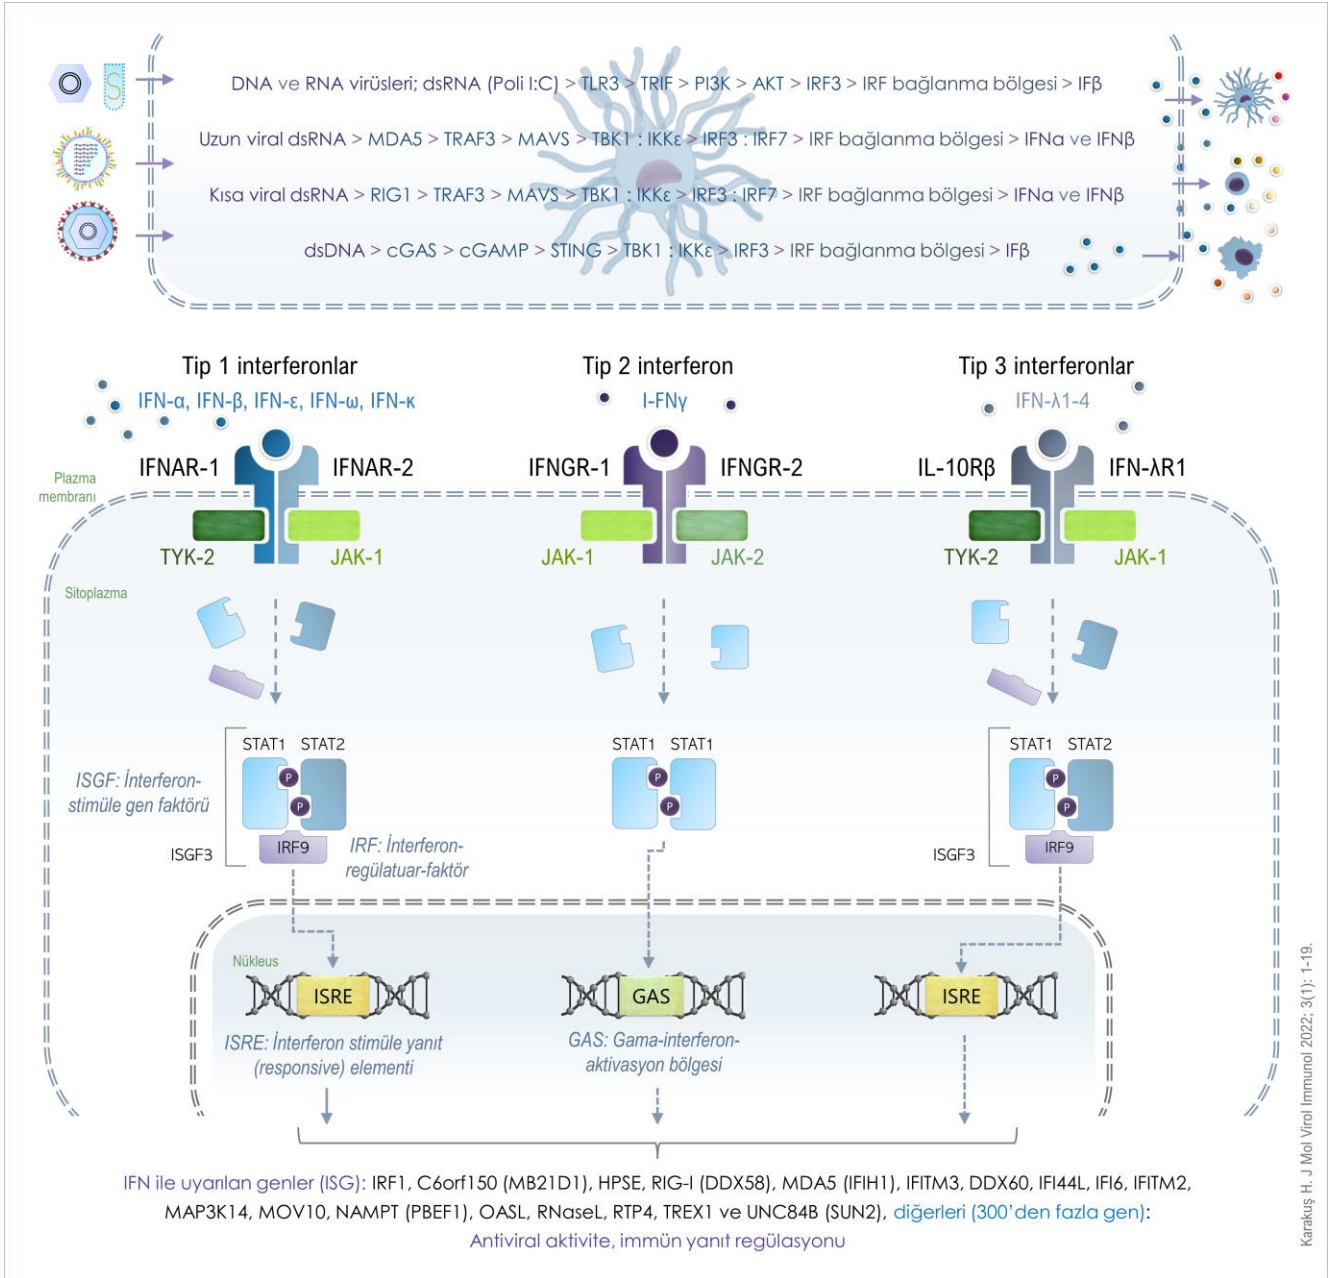 DNA ve RNA virüsleri; dsRNA (Poli I:C) > TLR3 > TRIF > PI3K > AKT > IRF3 > IRF bağlanma bölgesi > IFβ
Uzun viral dsRNA > MDA5 > TRAF3 > MAVS > TBK1 : IKKε > IRF3 : IRF7 > IRF bağlanma bölgesi > IFNα ve IFNβ
Kısa viral dsRNA > RIG1 > TRAF3 > MAVS > TBK1 : IKKε > IRF3 : IRF7 > IRF bağlanma bölgesi > IFNα ve IFNβ
dsDNA > cGAS > cGAMP > STING > TBK1 : IKKε > IRF3 > IRF bağlanma bölgesi > IFβ
Tip 1 interferonlar
IFN-α, IFN-β, IFN-ε, IFN-ω, IFN-κ
Tip 2 interferon
I-FNγ
Tip 3 interferonlar
IFN-λ1-4
IFNAR-1
IFNAR-2
IFNGR-1
IFNGR-2
IL-10Rβ
IFN-λR1
Plazma
membranı
TYK-2
JAK-1
JAK-1
JAK-2
TYK-2
JAK-1
Sitoplazma
STAT1 STAT2
STAT1 STAT1
STAT1 STAT2
P
P
P
P
P
P
ISGF: İnterferon-
stimüle gen faktörü
ISGF3
IRF9
IRF: İnterferon-
regülatuar-faktör
ISGF3
IRF9
Nükleus
ISRE
GAS
ISRE
ISRE: İnterferon stimüle yanıt
(responsive) elementi
GAS: Gama-interferon-
aktivasyon bölgesi
IFN ile uyarılan genler (ISG): IRF1, C6orf150 (MB21D1), HPSE, RIG-I (DDX58), MDA5 (IFIH1), IFITM3, DDX60, IFI44L, IFI6, IFITM2,
MAP3K14, MOV10, NAMPT (PBEF1), OASL, RNaseL, RTP4, TREX1 ve UNC84B (SUN2), diğerleri (300'den fazla gen):
Antiviral aktivite, immün yanıt regülasyonu
Karakuş H. J Mol Virol Immunol 2022; 3(1): 1-19.